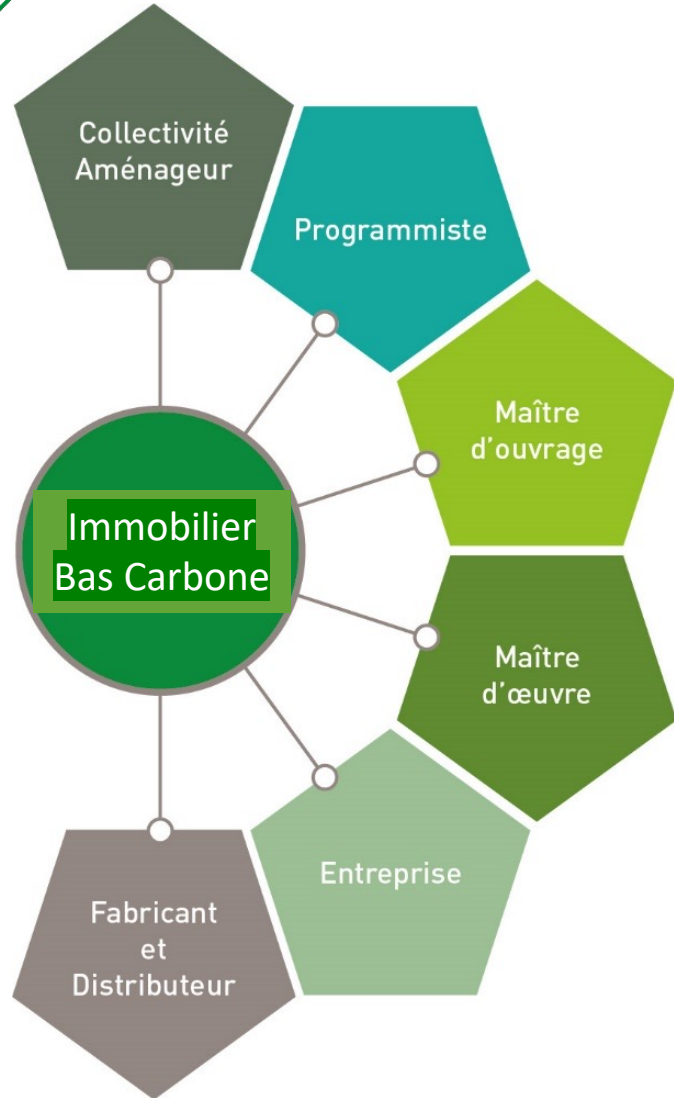 Collectivité
Aménageur
Programmiste
Maître
d'ouvrage
Immobilier
Bas Carbone
Maître
d'œuvre
Entreprise
Fabricant
et
Distributeur